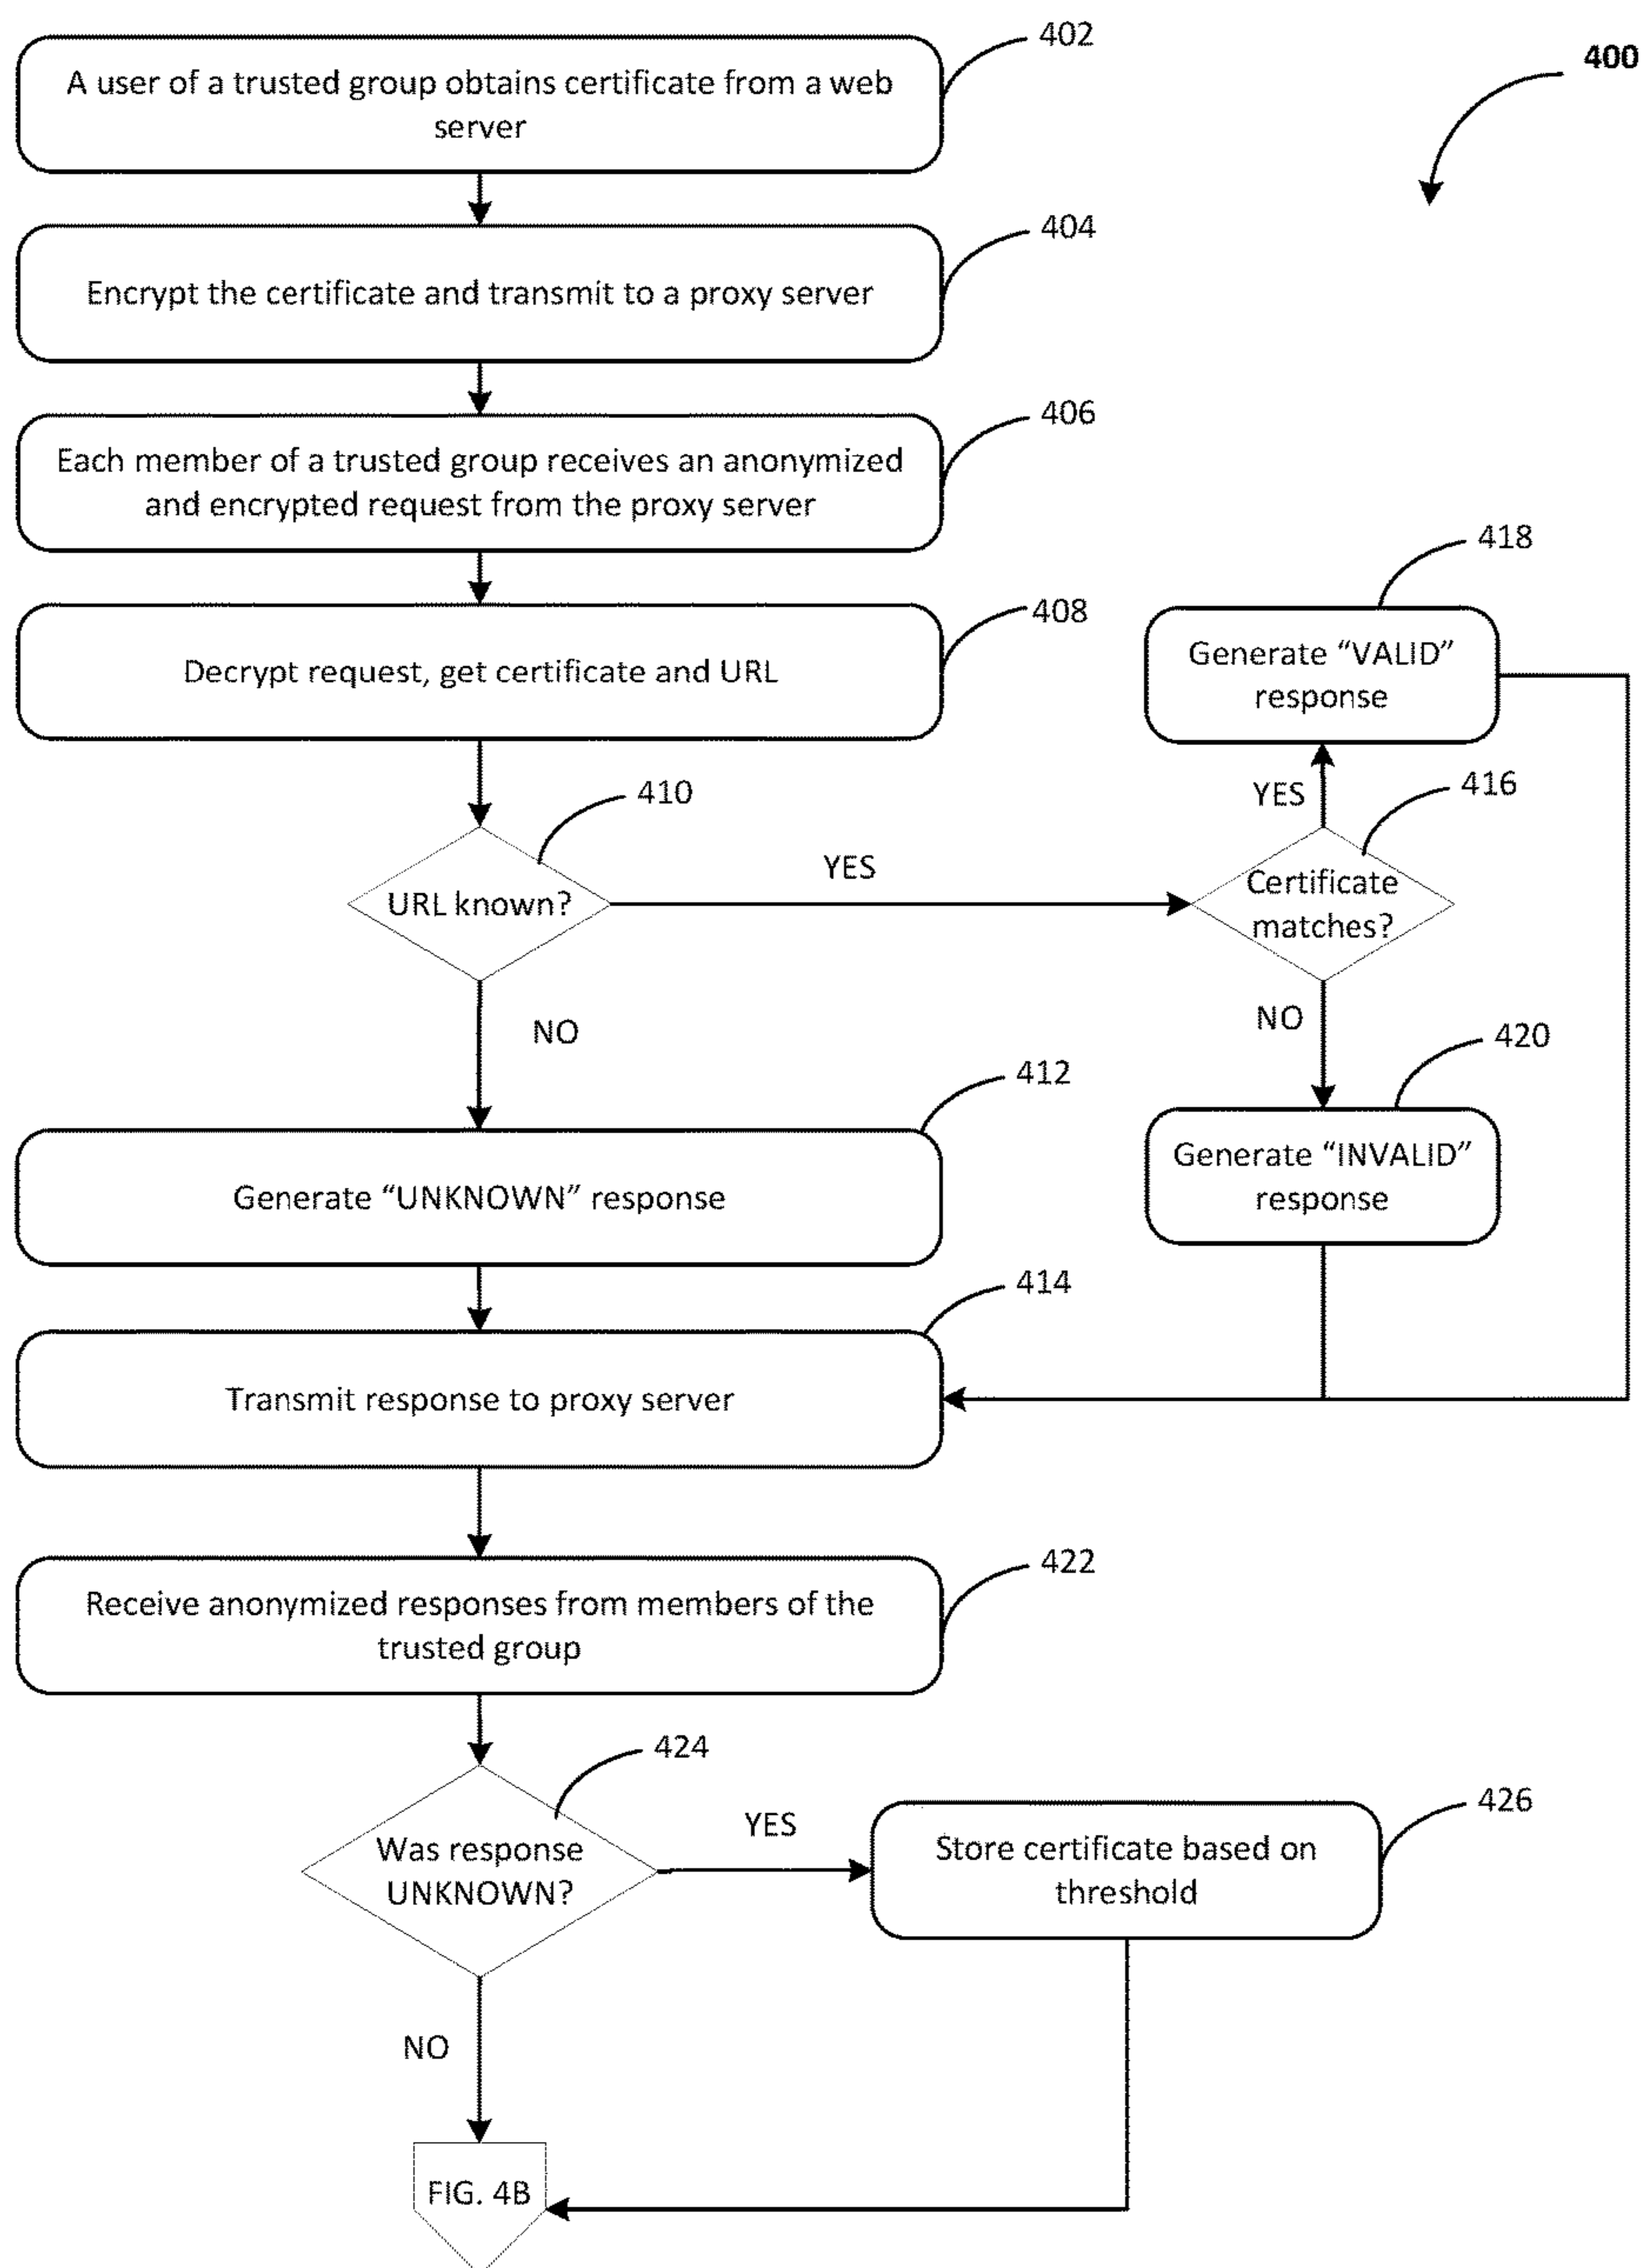 402
400
A user of a trusted group obtains certificate from a web
server
404
Encrypt the certificate and transmit to a proxy server
406
Each member of a trusted group receives an anonymized
and encrypted request from the proxy server
418
408
Decrypt request, get certificate and URL
Generate “VALID”
response
410
YES
416
YES
URL known?
Certificate
matches?
NO
NO
420
412
Generate “INVALID”
response
Generate “UNKNOWN” response
414
Transmit response to proxy server
422
Receive anonymized responses from members of the
trusted group
424
YES
426
Was response
UNKNOWN?
Store certificate based on
threshold
NO
FIG. 4B